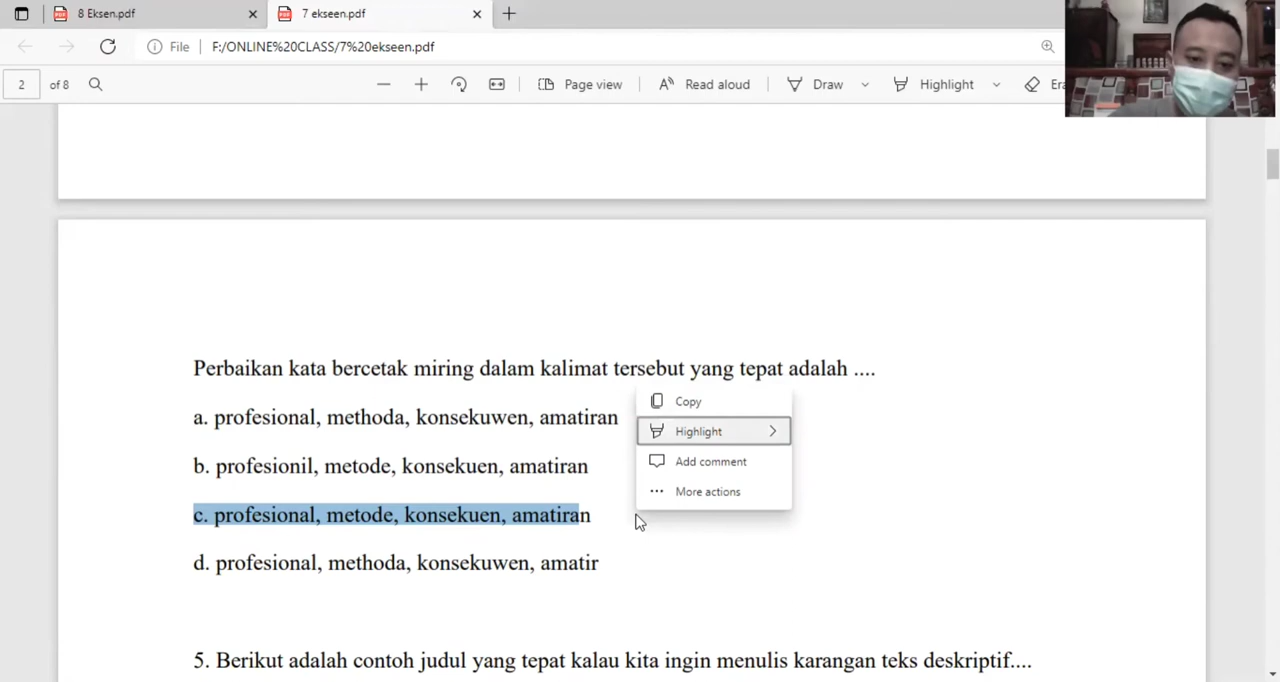 8 Eksen.pdf
7 ekseen.pdf
File
F:/ONLINE%20CLASS/7%20ekseen.pdf
2 of 8
Page view
Read aloud
Draw
Highlight
Perbaikan kata bercetak miring dalam kalimat tersebut yang tepat adalah ....
a. profesional, methoda, konsekuwen, amatiran
b. profesionil, metode, konsekuen, amatiran
c. profesional, metode, konsekuen, amatiran
d. profesional, methoda, konsekuwen, amatir
Copy
Highlight
Add comment
More actions
5. Berikut adalah contoh judul yang tepat kalau kita ingin menulis karangan teks deskriptif....